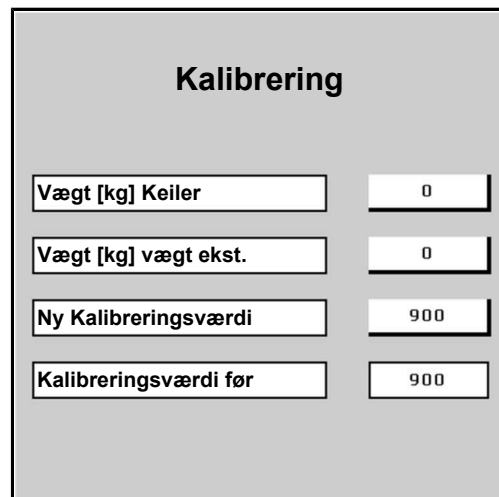 Kalibrering
Vægt [kg] Keiler 0
Vægt [kg] vægt ekst. 0
Ny Kalibreringsværdi 900
Kalibreringsværdi før 900